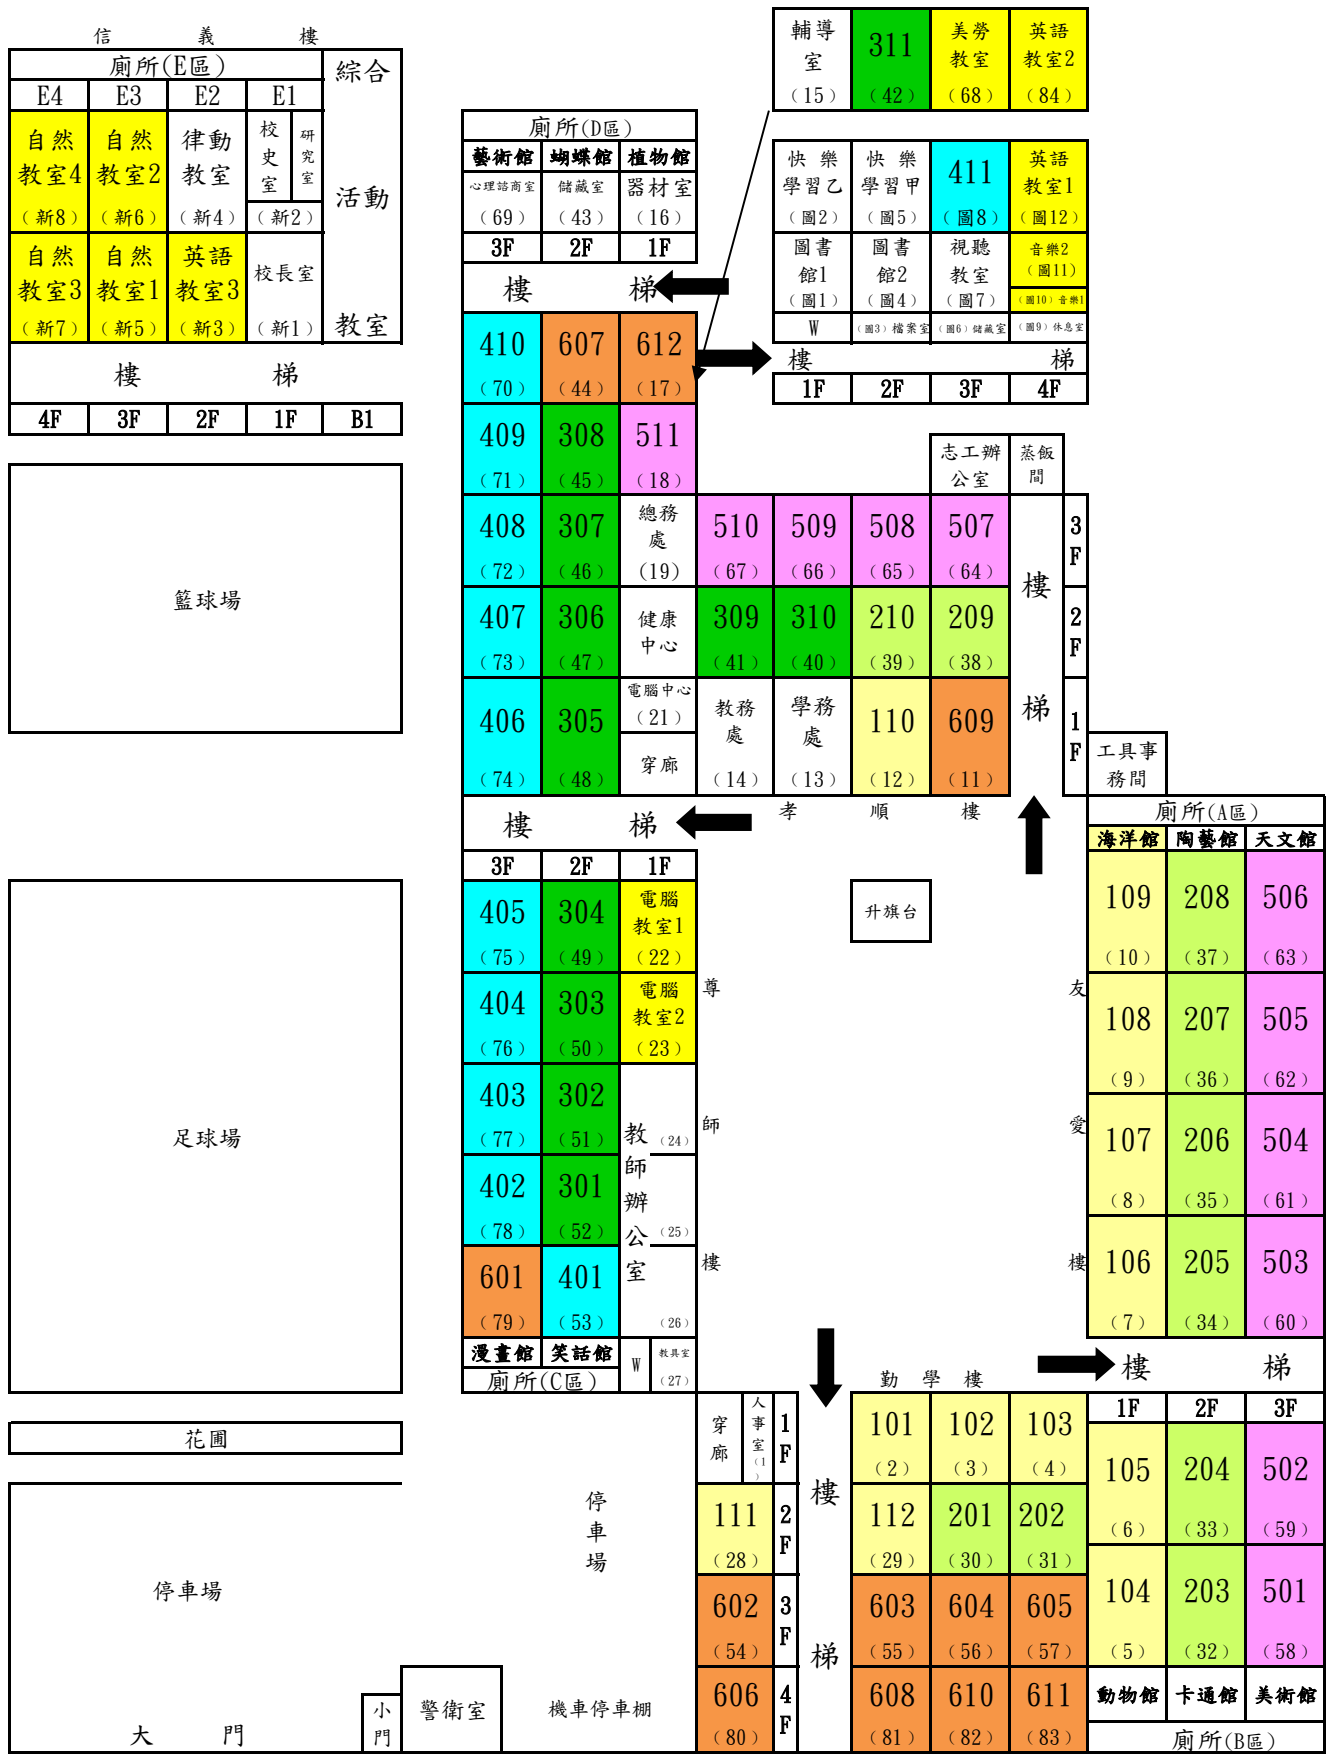 信 義 樓
廁所(E區)
綜合
活動
教室
E4 E3 E2 E1
自然
教室4
（新8）
自然
教室2
（新6）
律動
教室
（新4）
校史室
研究室
（新2）
自然
教室3
（新7）
自然
教室1
（新5）
英語
教室3
（新3）
校長室
（新1）
樓 梯
4F 3F 2F 1F B1
籃球場
足球場
花圃
停車場
大 門
小門
警衛室
機車停車棚
停車場
廁所(D區)
藝術館 蝴蝶館 植物館
心理諮商室
（69）
儲藏室
（43）
器材室
（16）
3F 2F 1F
樓 梯
410 607 612
（70） （44） （17）
409 308 511
（71） （45） （18）
408 307 總務處
（72） （46） (19)
407 306 健康中心
（73） （47）
406 305
（74） （48）
電腦中心
（21）
穿廊
樓 梯
3F 2F 1F
405 304 電腦教室1
（75） （49） （22）
404 303 電腦教室2
（76） （50） （23）
403 302
（77） （51） （24）
402 301
（78） （52） （25）
601 401
（79） （53） （26）
教師辦公室
漫畫館 笑話館 W 教具室
（27）
廁所(C區)
尊 師 樓
輔導室
（15）
311
（42）
美勞教室
（68）
英語教室2
（84）
快 樂
學習乙
（圖2）
快 樂
學習甲
（圖5）
411
（圖8）
英語
教室1
（圖12）
圖書
館1
（圖1）
圖書
館2
（圖4）
視聽
教室
（圖7）
音樂2
（圖11）
（圖10）音樂1
W （圖3）檔案室 （圖6）儲藏室 （圖9）休息室
樓 梯
1F 2F 3F 4F
志工辦公室
蒸飯間
510 509 508 507
（67） （66） （65） （64）
309 310 210 209
（41） （40） （39） （38）
教務處 學務處 110 609
（14） （13） （12） （11）
樓 梯
3F
2F
1F
孝 順 樓
工具事務間
升旗台
廁所(A區)
海洋館 陶藝館 天文館
109 208 506
（10） （37） （63）
108 207 505
（9） （36） （62）
107 206 504
（8） （35） （61）
106 205 503
（7） （34） （60）
友 愛 樓
樓 梯
1F 2F 3F
105 204 502
（6） （33） （59）
104 203 501
（5） （32） （58）
動物館 卡通館 美術館
廁所(B區)
勤 學 樓
穿廊
人事室（1）
1F
101 102 103
（2） （3） （4）
111
（28）
2F
112 201 202
（29） （30） （31）
602
（54）
3F
603 604 605
（55） （56） （57）
606
（80）
4F
608 610 611
（81） （82） （83）
樓 梯